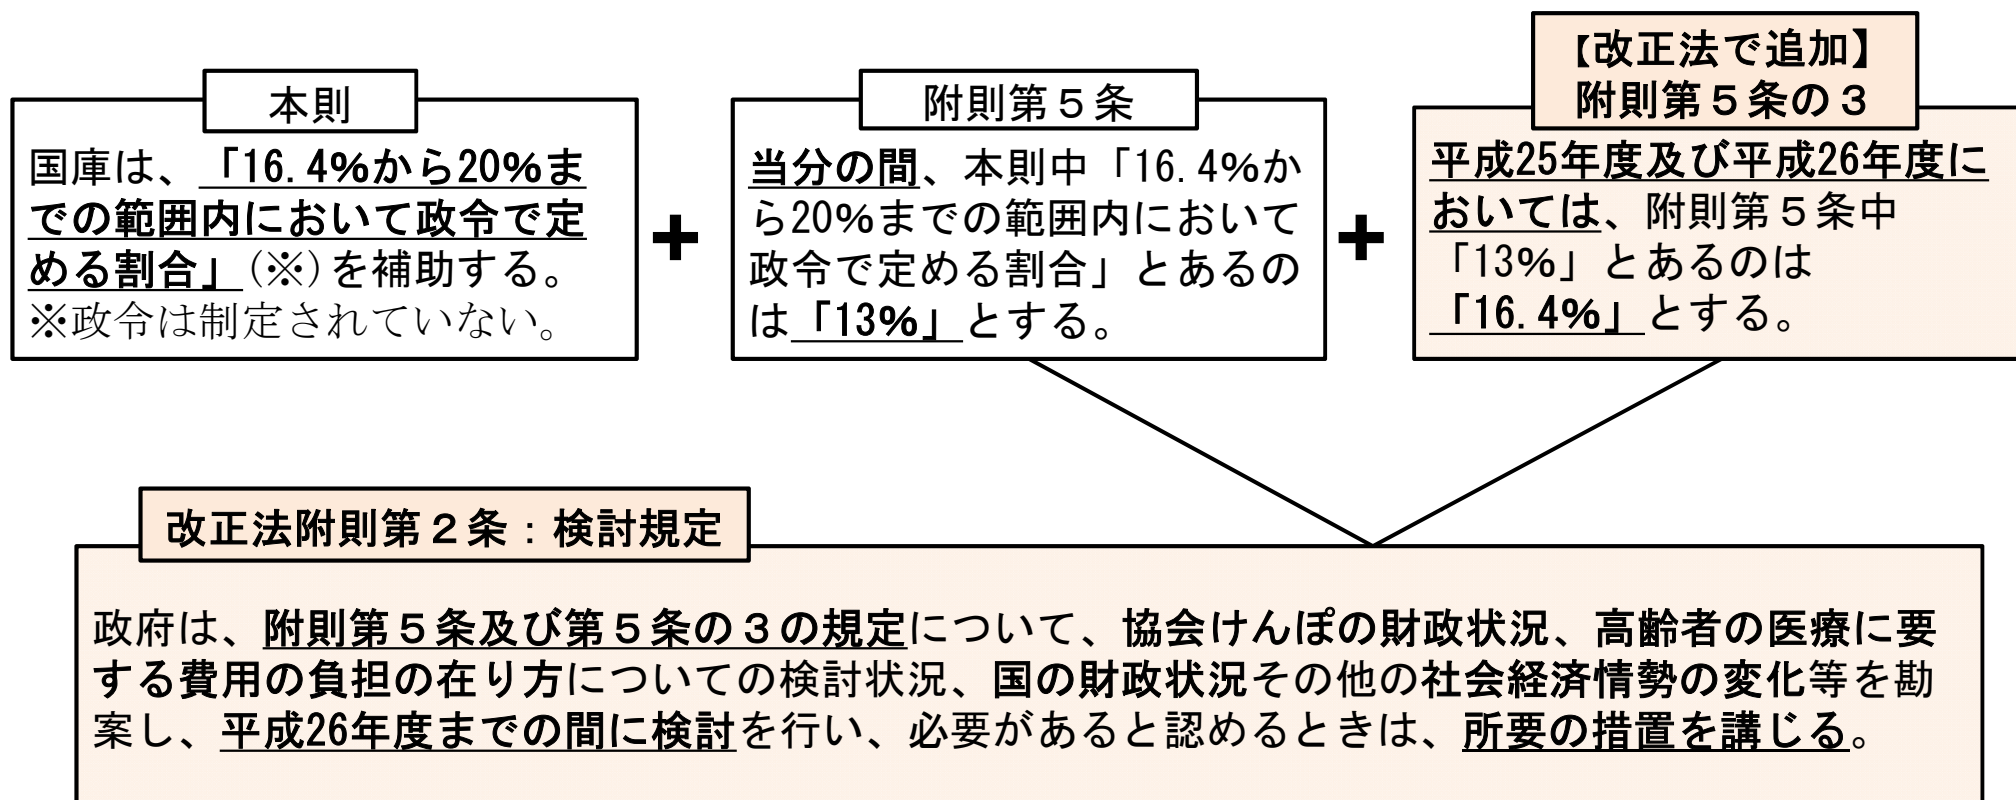 本則
国庫は、「16.4%から20%ま
での範囲内において政令で定
める割合」(※)を補助する。
※政令は制定されていない。
+
附則第５条
当分の間、本則中「16.4%か
ら20%までの範囲内において
政令で定める割合」とあるの
は「13%」とする。
+
【改正法で追加】
附則第５条の３
平成25年度及び平成26年度に
おいては、附則第５条中
「13%」とあるのは
「16.4%」とする。
改正法附則第２条：検討規定
政府は、附則第５条及び第５条の３の規定について、協会けんぽの財政状況、高齢者の医療に要
する費用の負担の在り方についての検討状況、国の財政状況その他の社会経済情勢の変化等を勘
案し、平成26年度までの間に検討を行い、必要があると認めるときは、所要の措置を講じる。